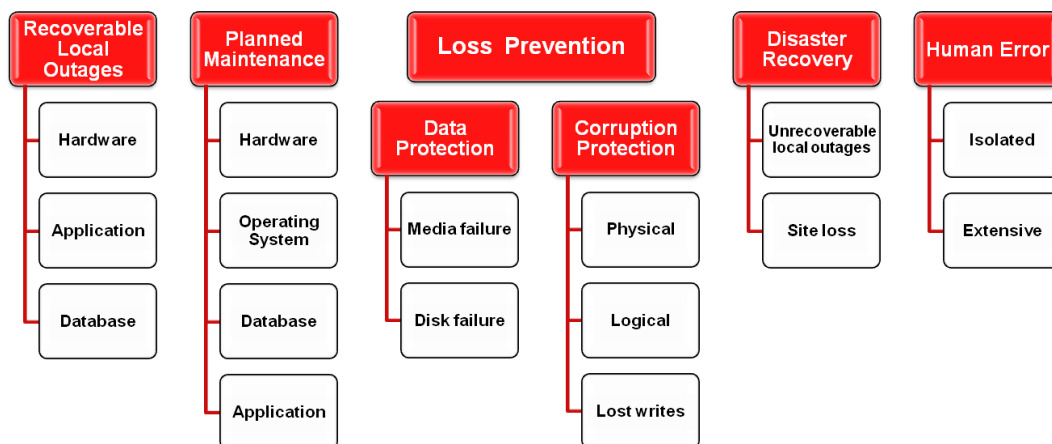 Recoverable
Local
Outages
Hardware
Application
Database
Planned
Maintenance
Hardware
Operating
System
Database
Application
Loss Prevention
Data
Protection
Media failure
Disk failure
Corruption
Protection
Physical
Logical
Lost writes
Disaster
Recovery
Unrecoverable
local outages
Site loss
Human Error
Isolated
Extensive